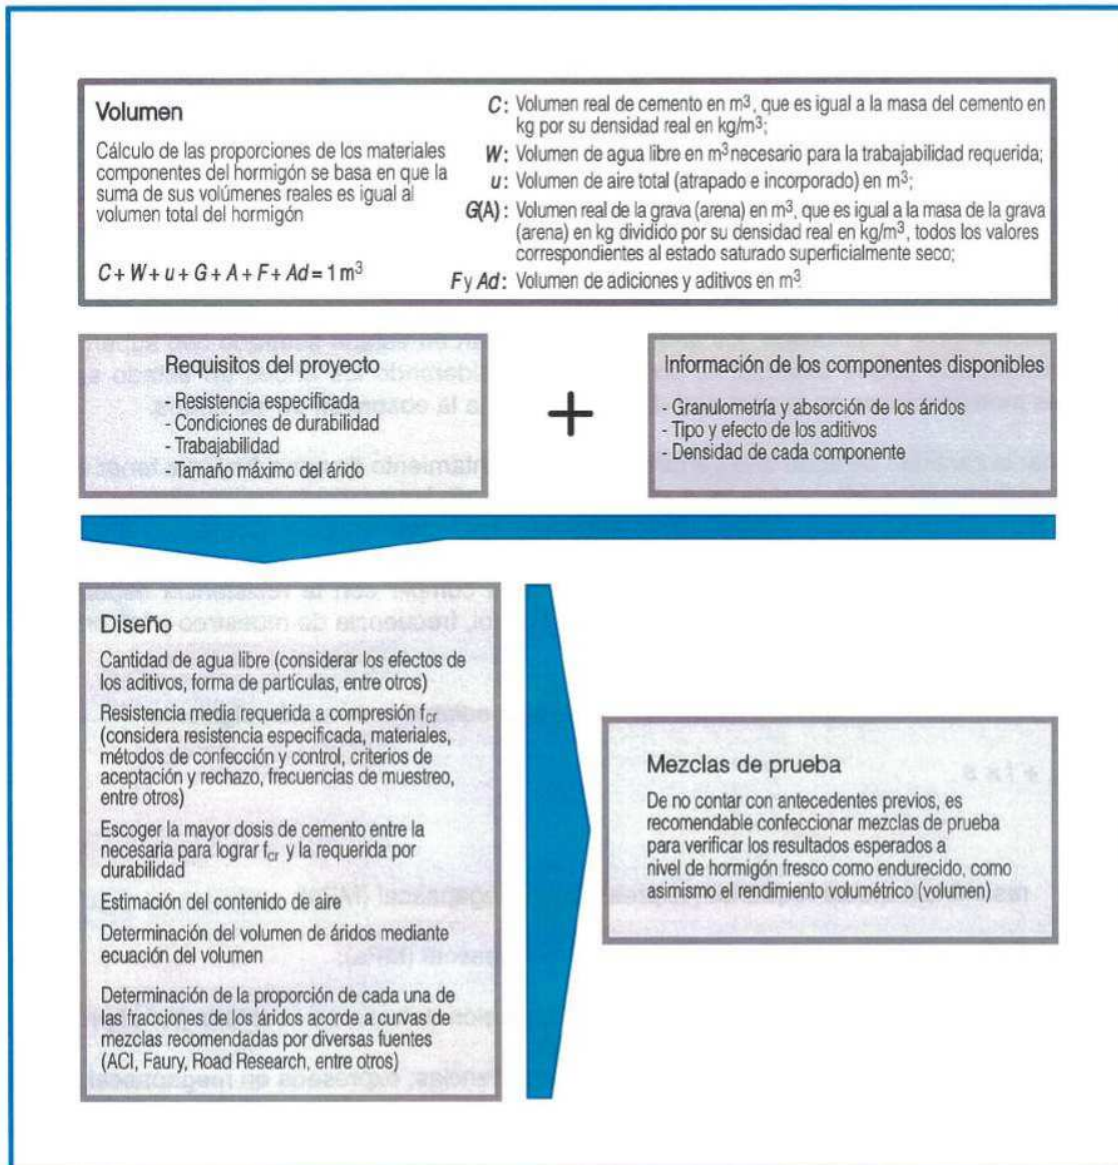 Volumen
Cálculo de las proporciones de los materiales
componentes del hormigón se basa en que la
suma de sus volúmenes reales es igual al
volumen total del hormigón
C + W + u + G + A + F + Ad = 1 m³
C: Volumen real de cemento en m³, que es igual a la masa del cemento en
kg por su densidad real en kg/m³;
W: Volumen de agua libre en m³ necesario para la trabajabilidad requerida;
u: Volumen de aire total (atrapado e incorporado) en m³;
G(A): Volumen real de la grava (arena) en m³, que es igual a la masa de la grava
(arena) en kg dividido por su densidad real en kg/m³, todos los valores
correspondientes al estado saturado superficialmente seco;
F y Ad: Volumen de adiciones y aditivos en m³.
Requisitos del proyecto
- Resistencia especificada
- Condiciones de durabilidad
- Trabajabilidad
- Tamaño máximo del árido
+
Información de los componentes disponibles
- Granulometría y absorción de los áridos
- Tipo y efecto de los aditivos
- Densidad de cada componente
Diseño
Cantidad de agua libre (considerar los efectos de
los aditivos, forma de partículas, entre otros)
Resistencia media requerida a compresión fcr
(considera resistencia especificada, materiales,
métodos de confección y control, criterios de
aceptación y rechazo, frecuencias de muestreo,
entre otros)
Escoger la mayor dosis de cemento entre la
necesaria para lograr fcr y la requerida por
durabilidad
Estimación del contenido de aire
Determinación del volumen de áridos mediante
ecuación del volumen
Determinación de la proporción de cada una de
las fracciones de los áridos acorde a curvas de
mezclas recomendadas por diversas fuentes
(ACI, Faury, Road Research, entre otros)
Mezclas de prueba
De no contar con antecedentes previos, es
recomendable confeccionar mezclas de prueba
para verificar los resultados esperados a
nivel de hormigón fresco como endurecido, como
asimismo el rendimiento volumétrico (volumen)